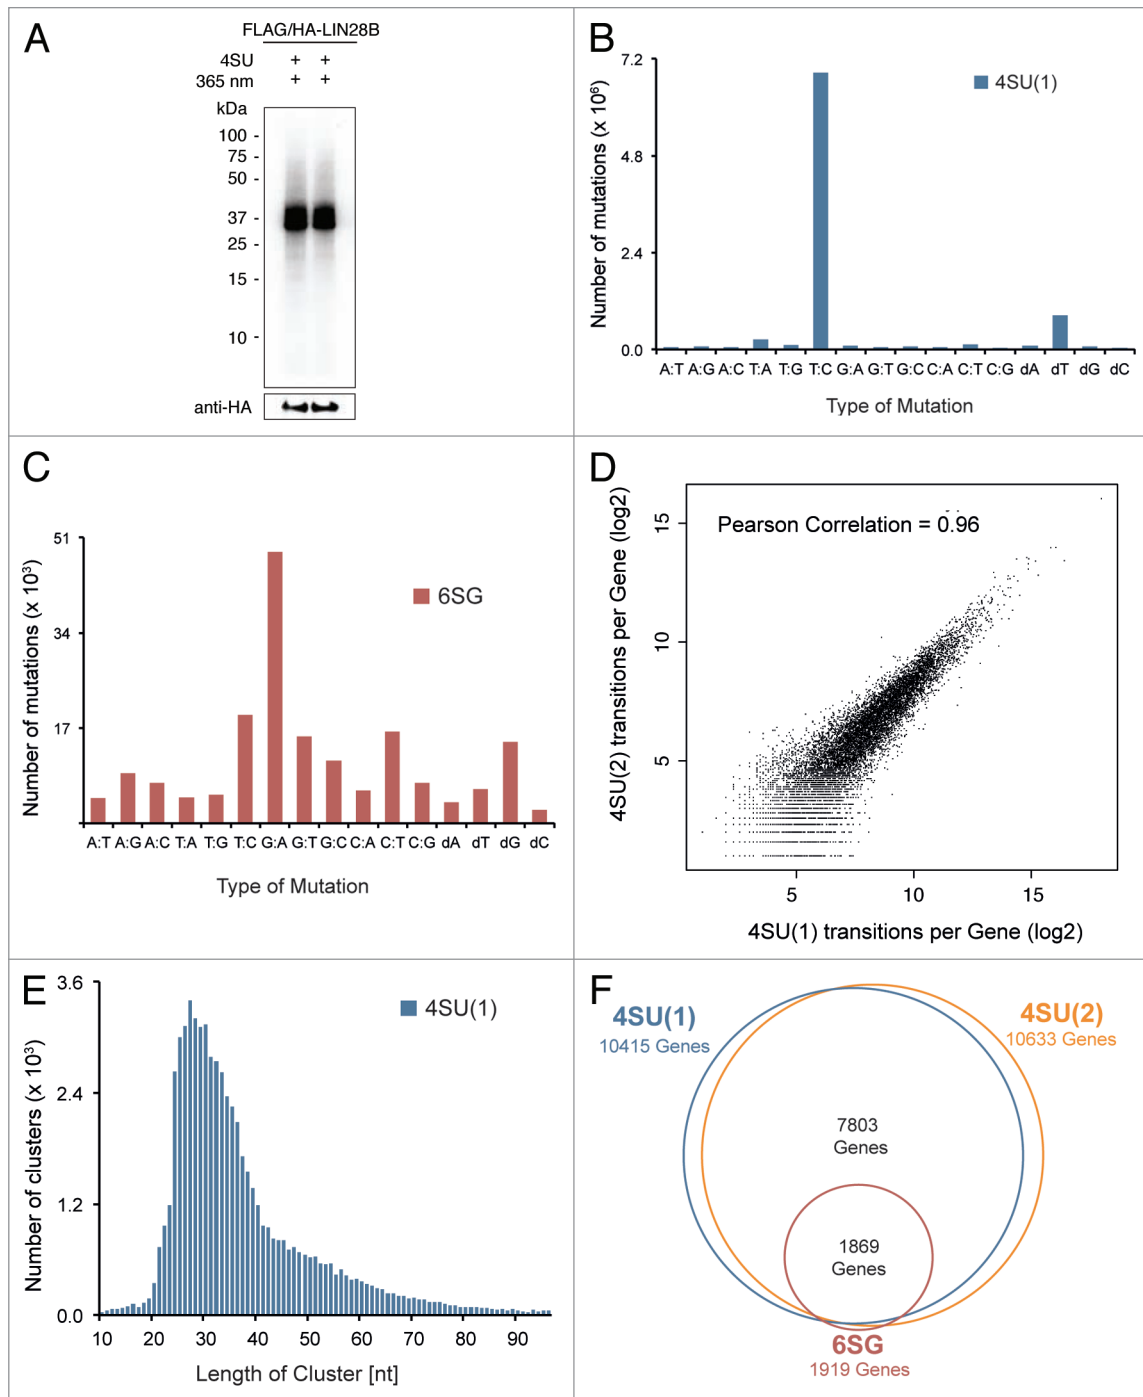 A
FLAG/HA-LIN28B
4SU + +
365 nm + +
kDa
100 -
75 -
50 -
37 -
25 -
15 -
10 -
anti-HA
B
Number of mutations (x 10⁶)
7.2
4.8
2.4
0.0
4SU(1)
A:T A:G A:C T:A T:G T:C G:A G:T G:C C:A C:T C:G dA dT dG dC
Type of Mutation
C
Number of mutations (x 10³)
51
34
17
6SG
A:T A:G A:C T:A T:G T:C G:A G:T G:C C:A C:T C:G dA dT dG dC
Type of Mutation
D
4SU(2) transitions per Gene (log2)
15
10
5
Pearson Correlation = 0.96
5 10 15
4SU(1) transitions per Gene (log2)
E
Number of clusters (x 10³)
3.6
2.4
1.2
0.0
4SU(1)
10 20 30 40 50 60 70 80 90
Length of Cluster [nt]
F
4SU(1)
10415 Genes
4SU(2)
10633 Genes
7803
Genes
1869
Genes
6SG
1919 Genes